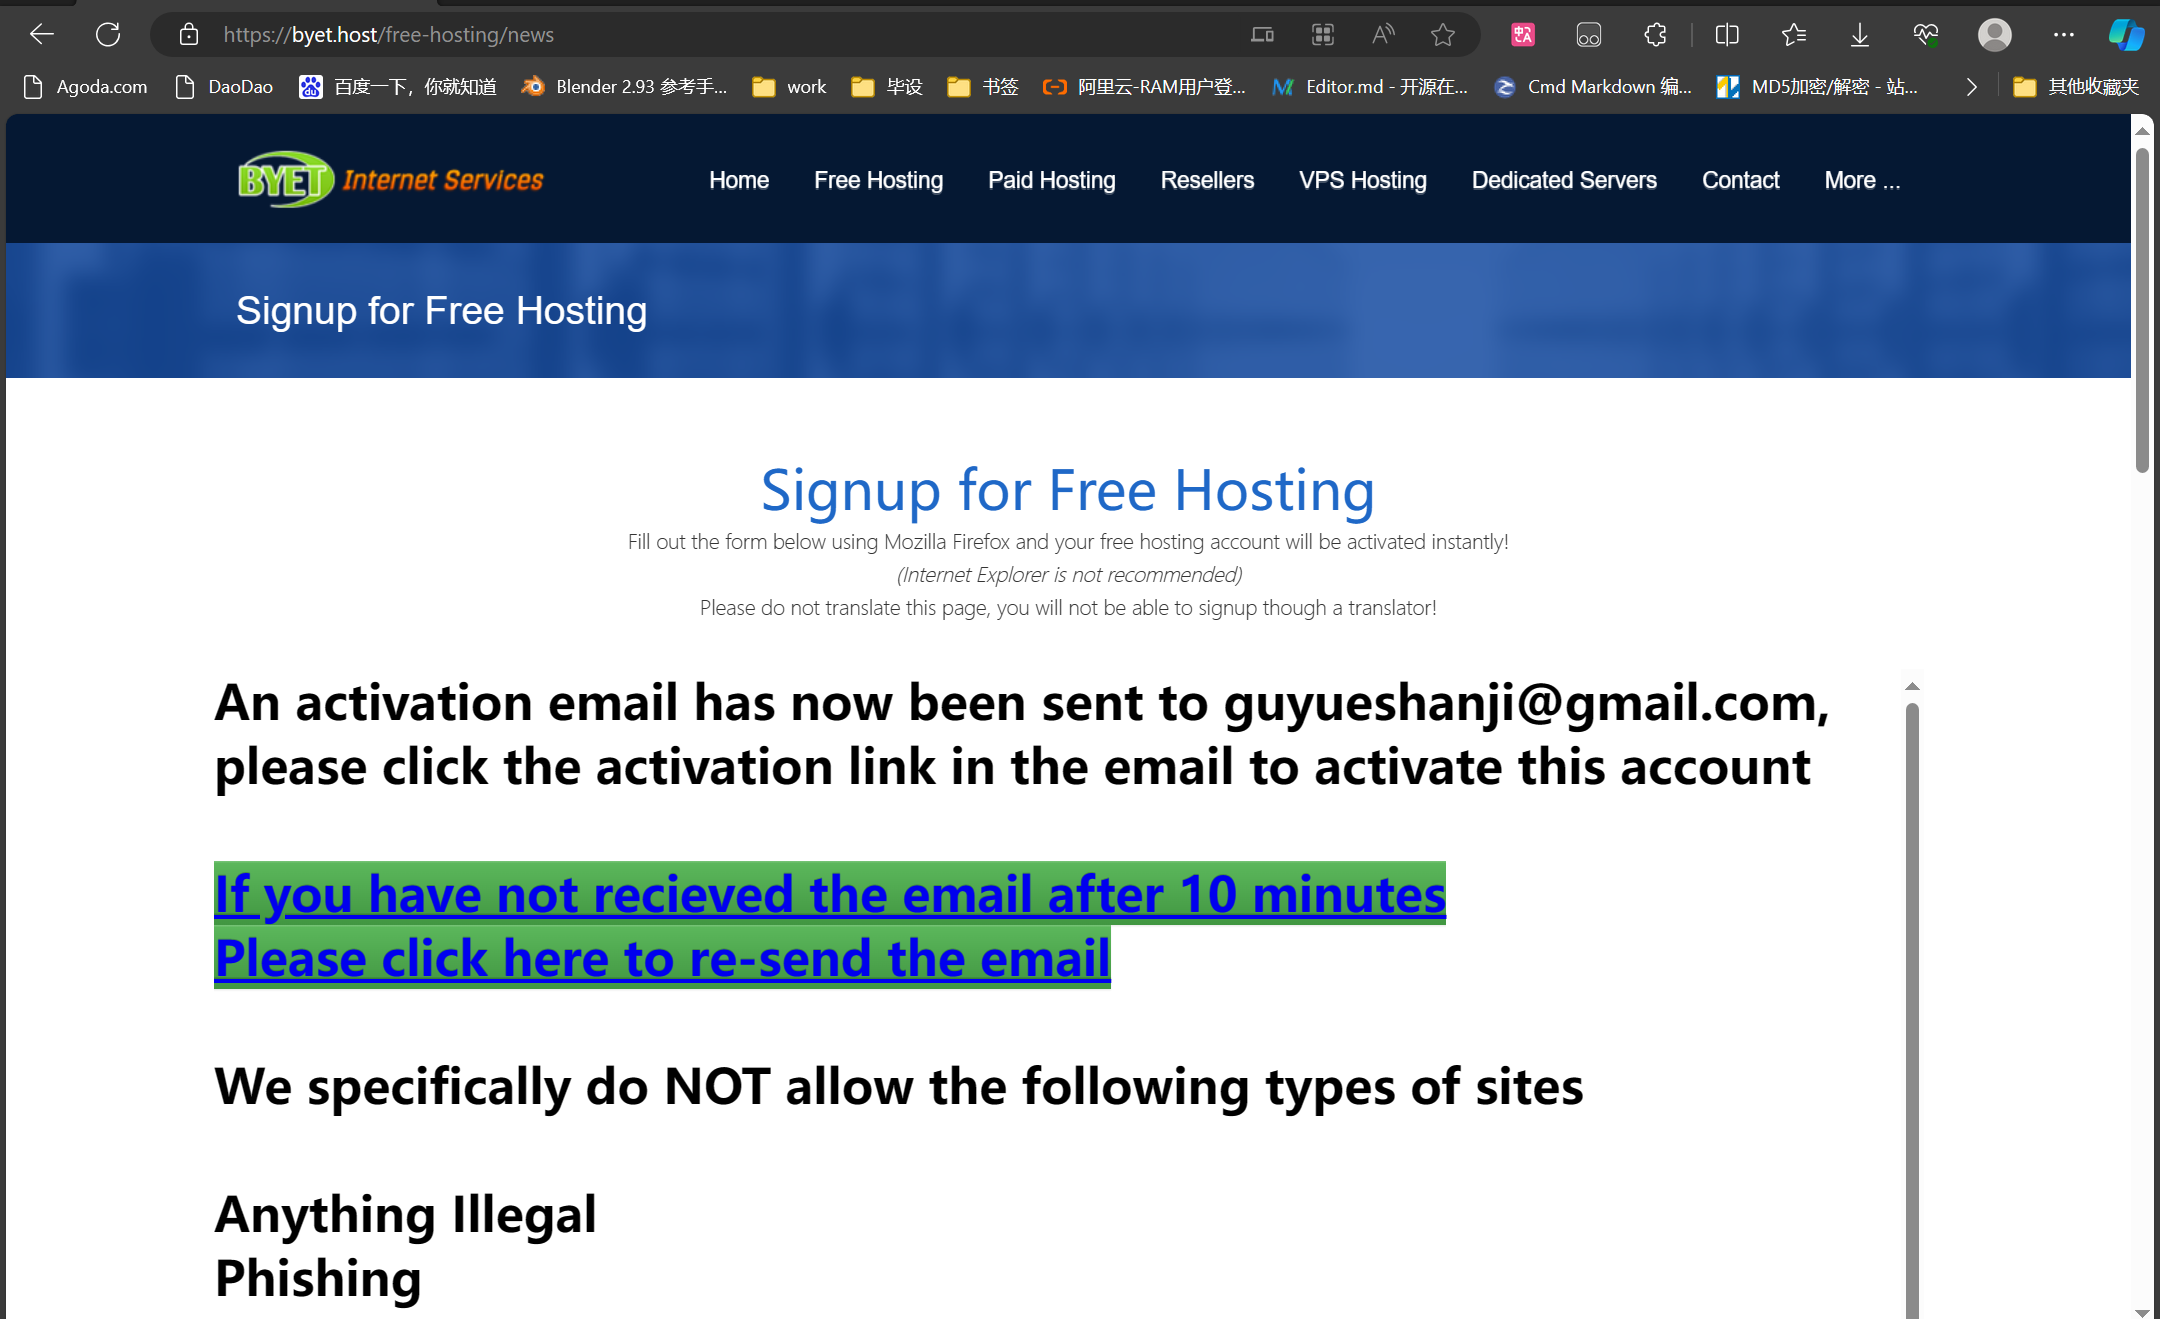 https://byet.host/free-hosting/news
Agoda.com DaoDao 百度一下，你就知道 Blender 2.93 参考手... work 毕设 书签 阿里云-RAM用户登... Editor.md - 开源在... Cmd Markdown 编... MD5加密/解密 - 站... 其他收藏夹
BYET Internet Services Home Free Hosting Paid Hosting Resellers VPS Hosting Dedicated Servers Contact More ...
Signup for Free Hosting
Signup for Free Hosting
Fill out the form below using Mozilla Firefox and your free hosting account will be activated instantly!
(Internet Explorer is not recommended)
Please do not translate this page, you will not be able to signup though a translator!
An activation email has now been sent to guyueshanji@gmail.com,
please click the activation link in the email to activate this account
If you have not recieved the email after 10 minutes
Please click here to re-send the email
We specifically do NOT allow the following types of sites
Anything Illegal
Phishing